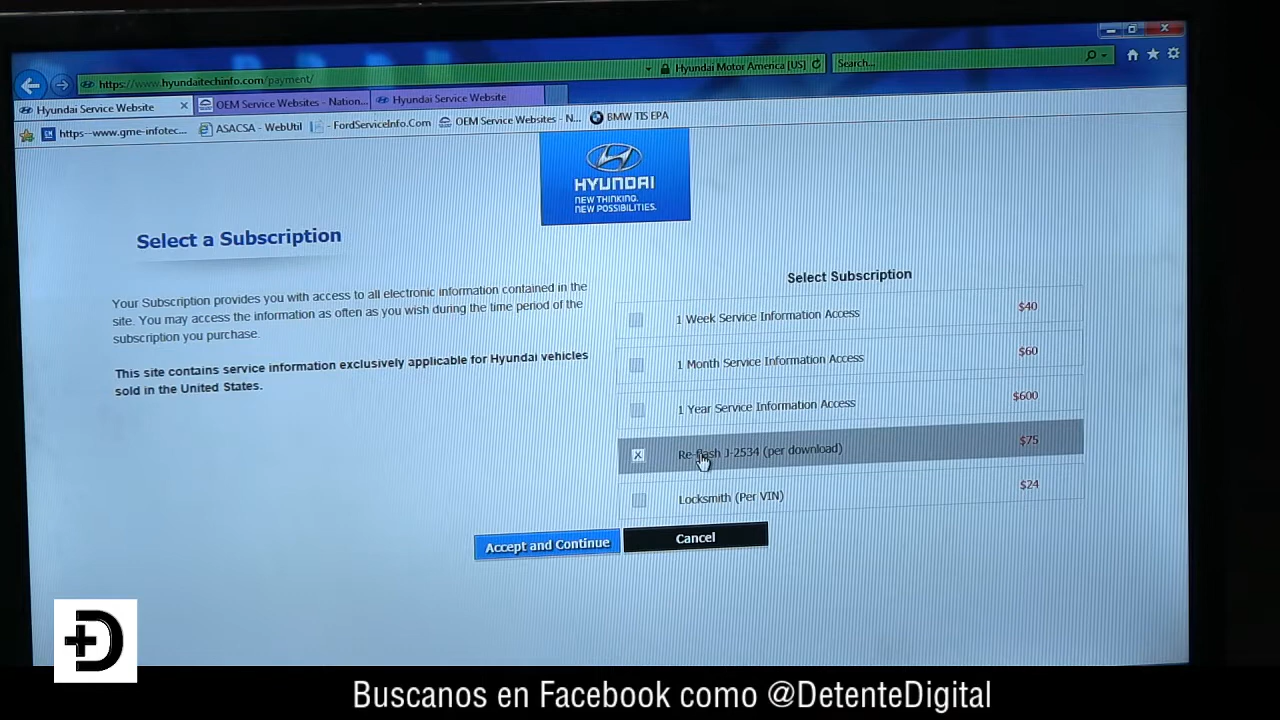 https://www.hyundaitechinfo.com/payment/
Hyundai Motor America [US]
Search...
Hyundai Service Website
OEM Service Websites - Nation...
Hyundai Service Website
https--www.gme-infotec...
ASACSA - WebUtil
- FordServiceInfo.Com
OEM Service Websites - N...
BMW TIS EPA
HYUNDAI
NEW THINKING.
NEW POSSIBILITIES.
Select a Subscription
Your Subscription provides you with access to all electronic information contained in the
site. You may access the information as often as you wish during the time period of the
subscription you purchase.
This site contains service information exclusively applicable for Hyundai vehicles
sold in the United States.
Select Subscription
1 Week Service Information Access $40
1 Month Service Information Access $60
1 Year Service Information Access $600
X Re-flash J-2534 (per download) $75
Locksmith (Per VIN) $24
Accept and Continue
Cancel
+D
Buscanos en Facebook como @DetenteDigital